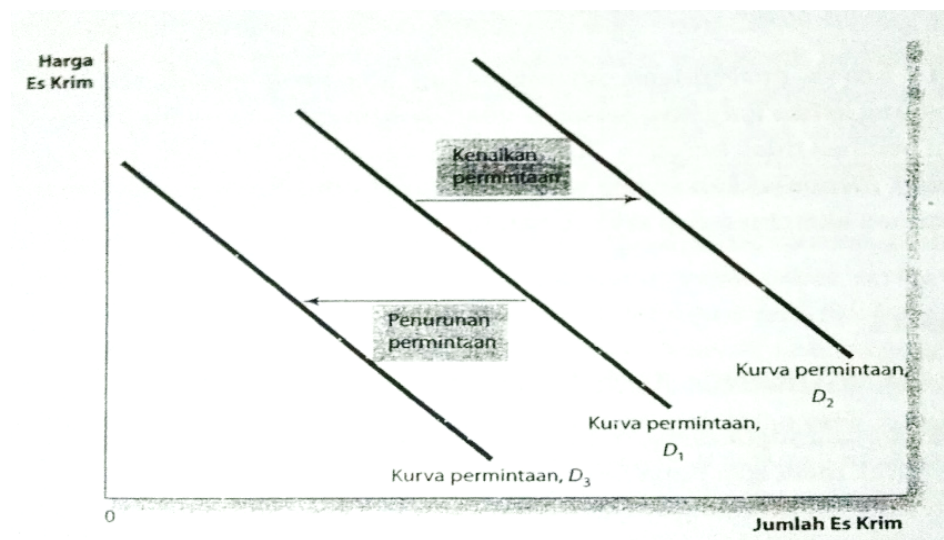 Harga
Es Krim
Kenaikan
permintaan
Penurunan
permintaan
Kurva permintaan,
D₂
Kurva permintaan,
D₁
Kurva permintaan, D₃
0
Jumlah Es Krim